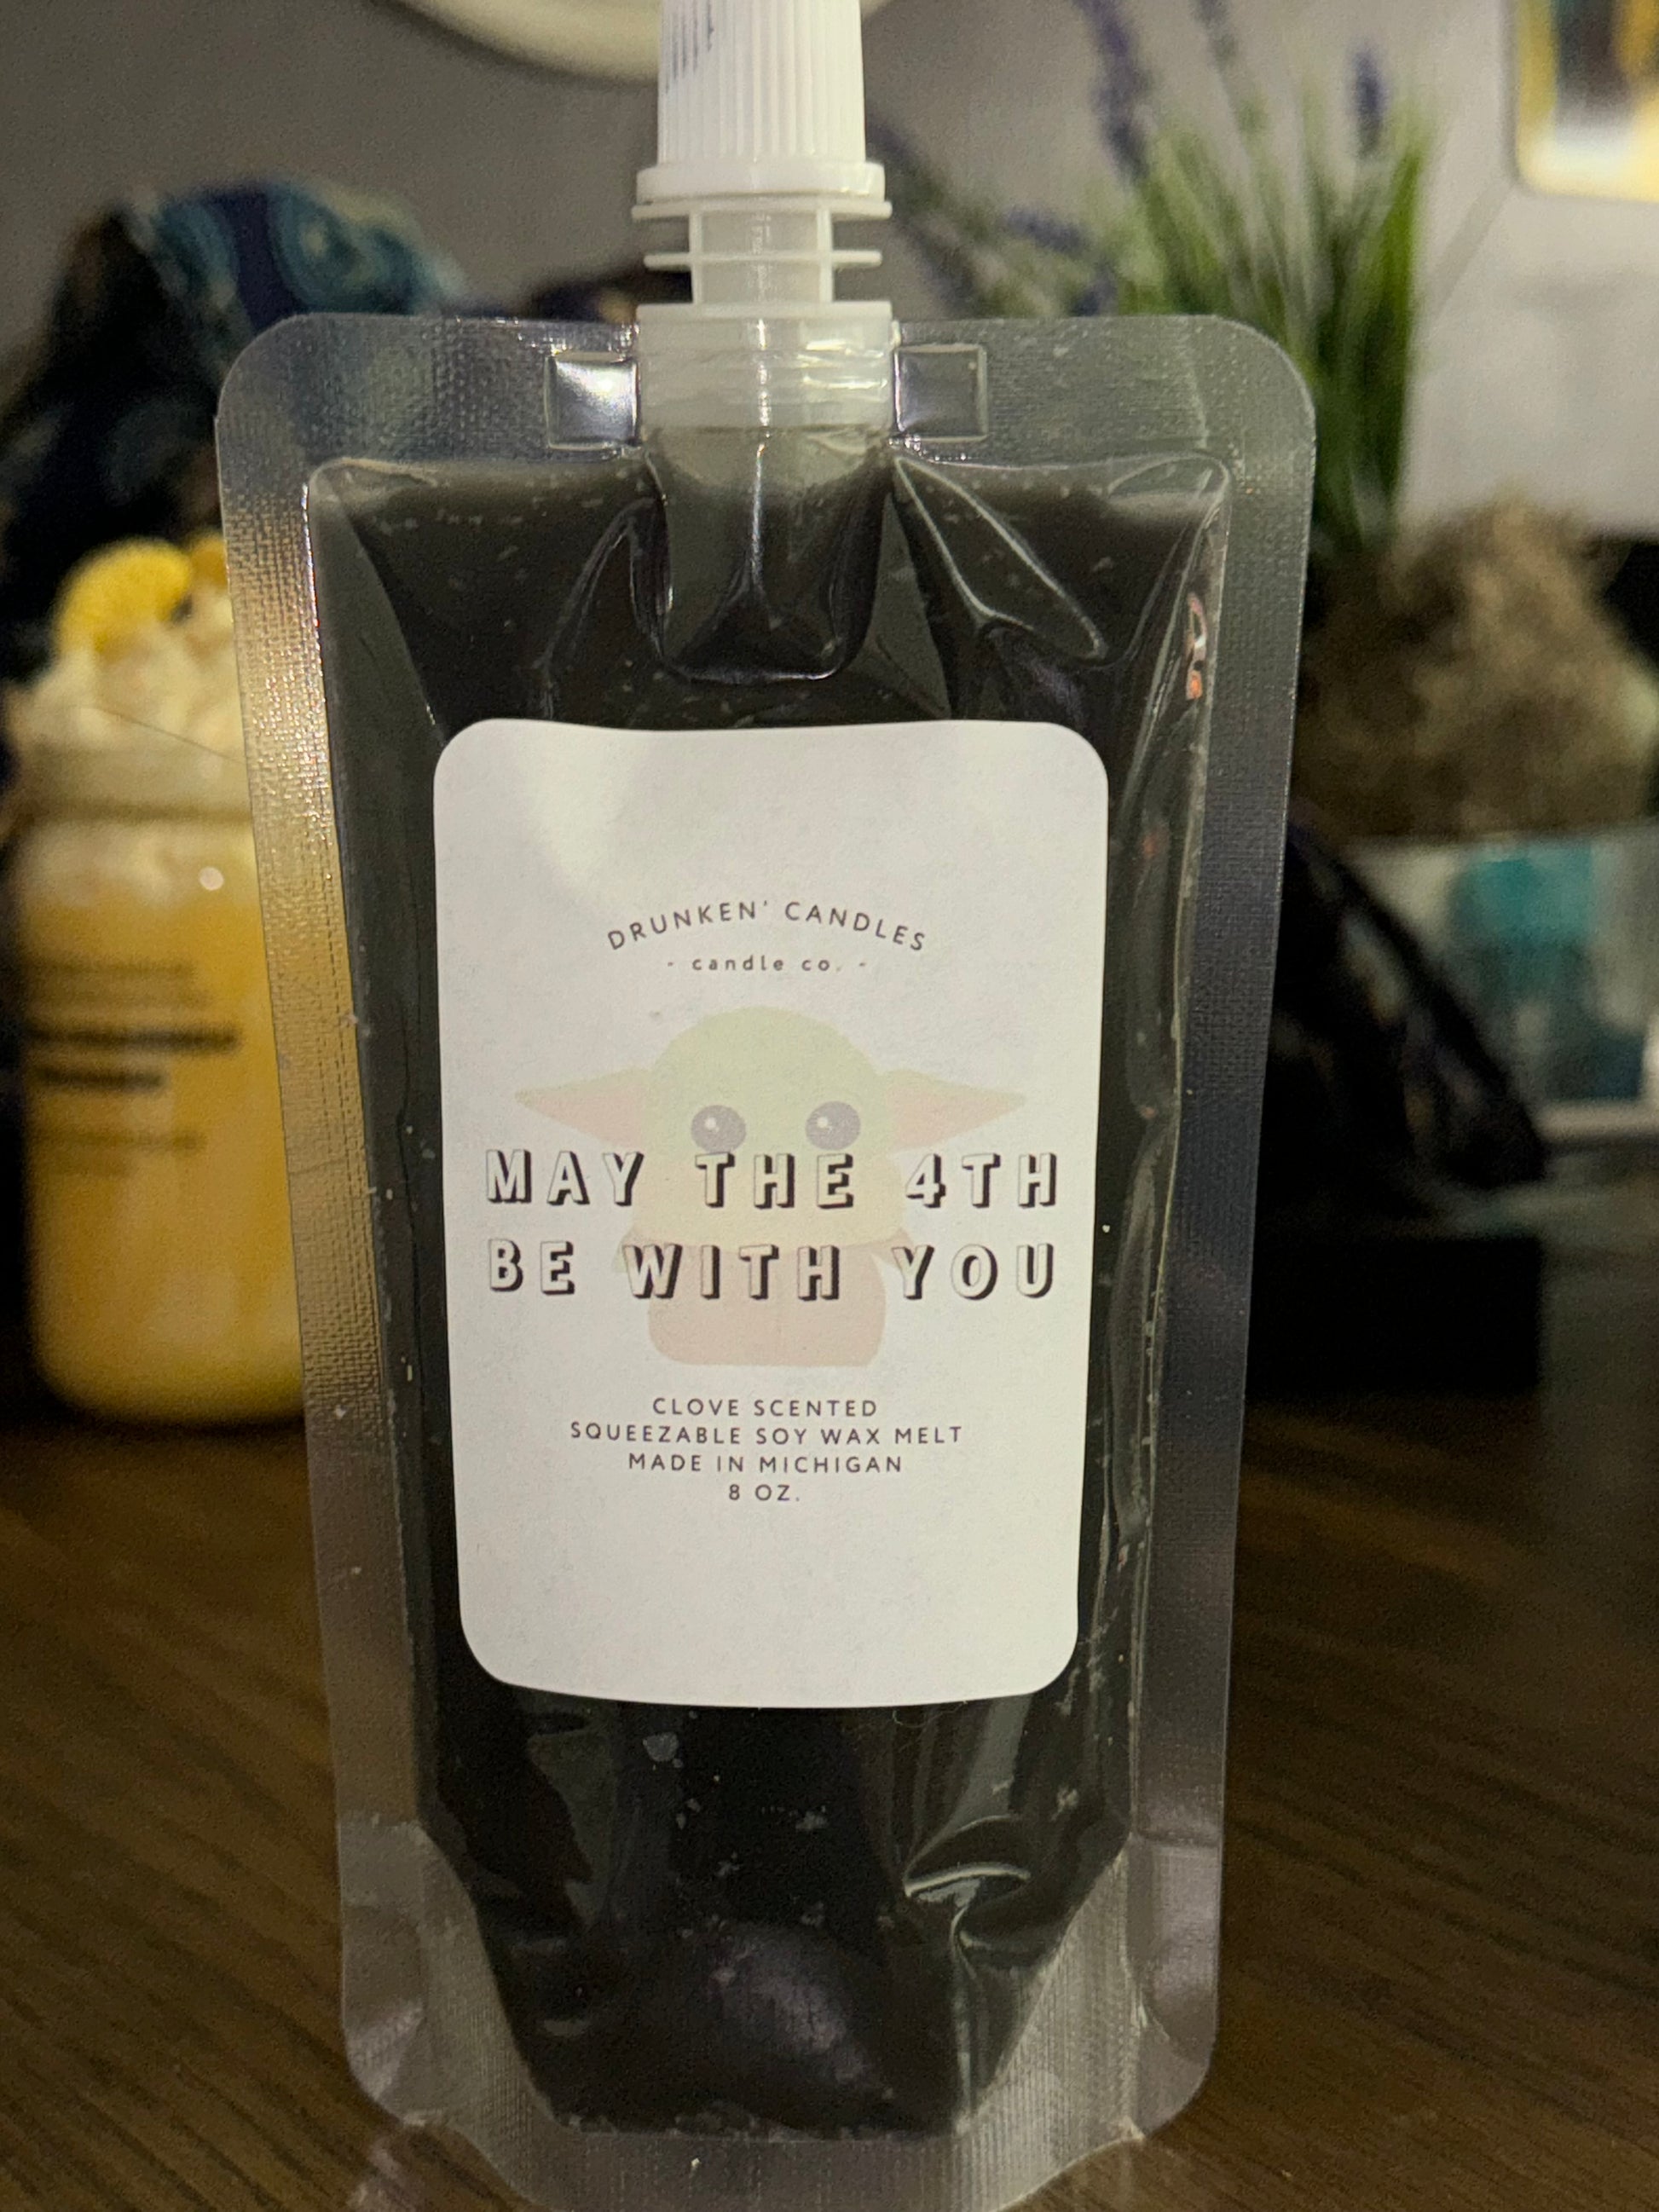 DRUNKEN' CANDLES
- candle co. -
MAY THE 4TH
BE WITH YOU
CLOVE SCENTED
SQUEEZABLE SOY WAX MELT
MADE IN MICHIGAN
8 OZ.